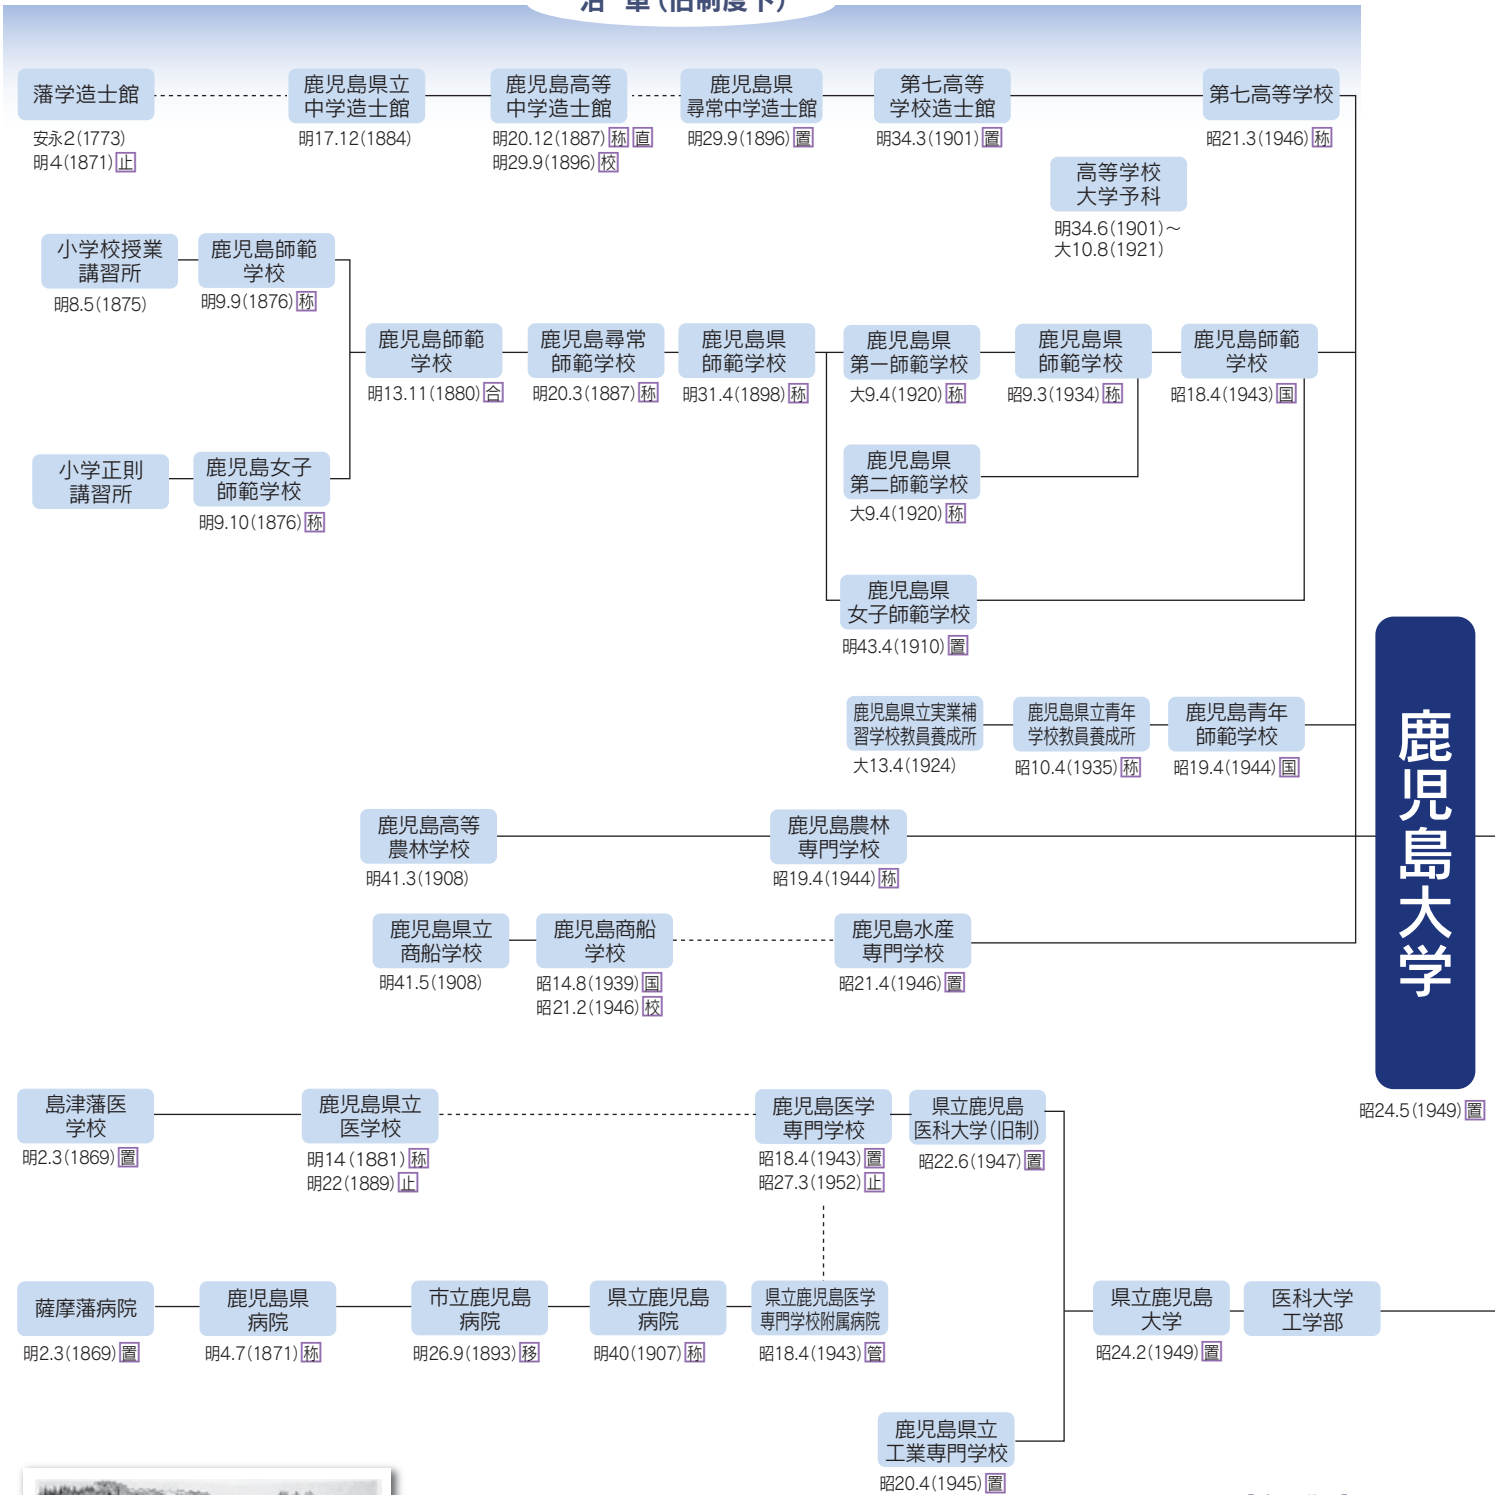 沿 革（旧制度下）
藩学造士館
安永2(1773)
明4(1871)止
鹿児島県立
中学造士館
明17.12(1884)
鹿児島高等
中学造士館
明20.12(1887)称直
明29.9(1896)校
鹿児島県
尋常中学造士館
明29.9(1896)置
第七高等
学校造士館
明34.3(1901)置
第七高等学校
昭21.3(1946)称
高等学校
大学予科
明34.6(1901)～
大10.8(1921)
小学校授業
講習所
明8.5(1875)
鹿児島師範
学校
明9.9(1876)称
鹿児島師範
学校
明13.11(1880)合
鹿児島尋常
師範学校
明20.3(1887)称
鹿児島県
師範学校
明31.4(1898)称
鹿児島県
第一師範学校
大9.4(1920)称
鹿児島県
師範学校
昭9.3(1934)称
鹿児島師範
学校
昭18.4(1943)国
小学正則
講習所
鹿児島女子
師範学校
明9.10(1876)称
鹿児島県
第二師範学校
大9.4(1920)称
鹿児島県
女子師範学校
明43.4(1910)置
鹿児島県立実業補
習学校教員養成所
大13.4(1924)
鹿児島県立青年
学校教員養成所
昭10.4(1935)称
鹿児島青年
師範学校
昭19.4(1944)国
鹿児島高等
農林学校
明41.3(1908)
鹿児島農林
専門学校
昭19.4(1944)称
鹿児島県立
商船学校
明41.5(1908)
鹿児島商船
学校
昭14.8(1939)国
昭21.2(1946)校
鹿児島水産
専門学校
昭21.4(1946)置
鹿児島大学
昭24.5(1949)置
島津藩医
学校
明2.3(1869)置
鹿児島県立
医学校
明14(1881)称
明22(1889)止
鹿児島医学
専門学校
昭18.4(1943)置
昭27.3(1952)止
県立鹿児島
医科大学（旧制）
昭22.6(1947)置
薩摩藩病院
明2.3(1869)置
鹿児島県
病院
明4.7(1871)称
市立鹿児島
病院
明26.9(1893)移
県立鹿児島
病院
明40(1907)称
県立鹿児島医学
専門学校附属病院
昭18.4(1943)管
県立鹿児島
大学
昭24.2(1949)置
医科大学
工学部
鹿児島県立
工業専門学校
昭20.4(1945)置